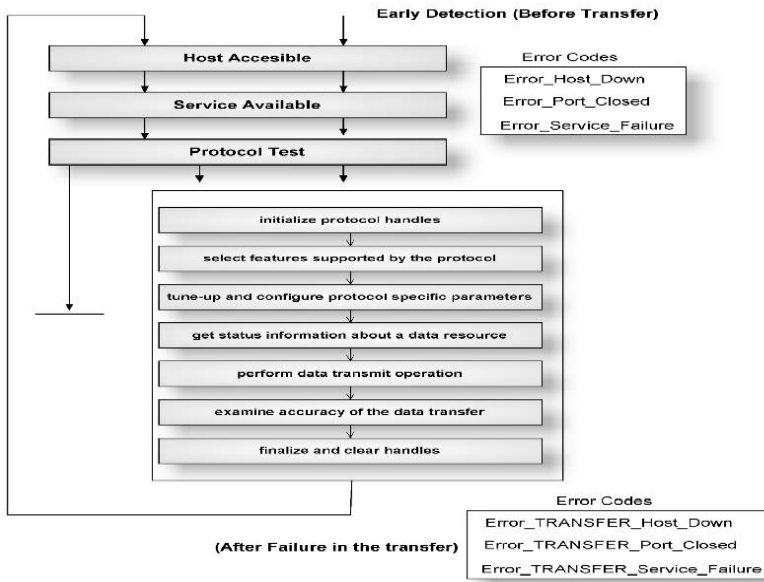 Early Detection (Before Transfer)
Host Accesible
Service Available
Protocol Test
Error Codes
Error_Host_Down
Error_Port_Closed
Error_Service_Failure
initialize protocol handles
select features supported by the protocol
tune-up and configure protocol specific parameters
get status information about a data resource
perform data transmit operation
examine accuracy of the data transfer
finalize and clear handles
Error Codes
Error_TRANSFER_Host_Down
(After Failure in the transfer)
Error_TRANSFER_Port_Closed
Error_TRANSFER_Service_Failure